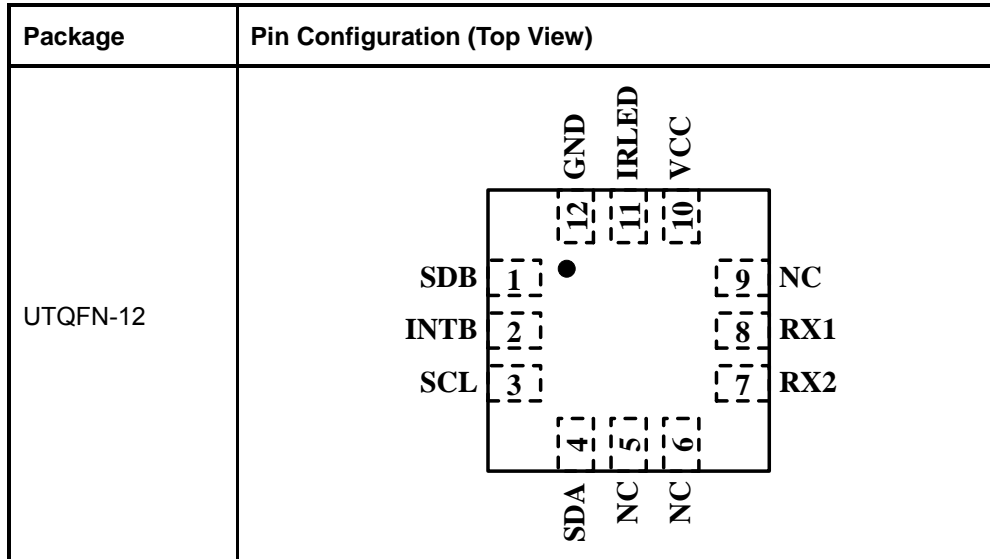 Package
Pin Configuration (Top View)
UTQFN-12
GND
IRLED
VCC
12
11
10
SDB 1
9 NC
INTB 2
8 RX1
SCL 3
7 RX2
4
5
6
SDA
NC
NC